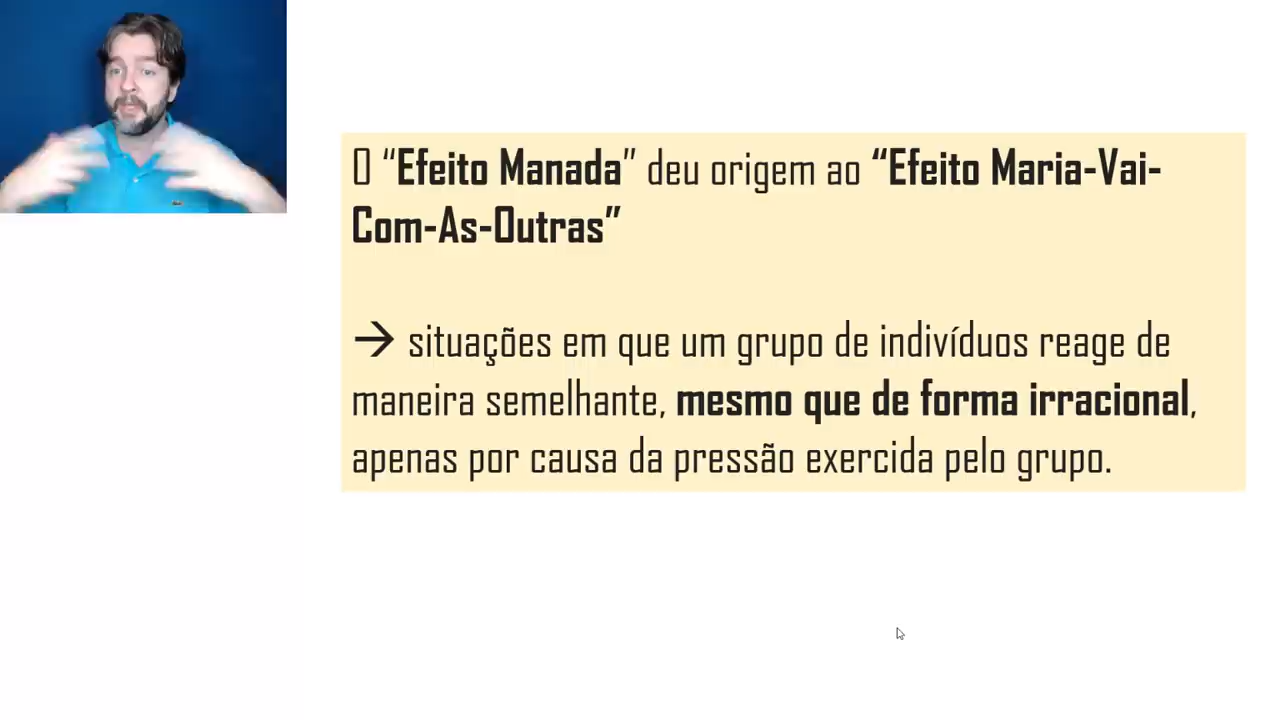 O “Efeito Manada” deu origem ao “Efeito Maria-Vai-
Com-As-Outras”
→ situações em que um grupo de indivíduos reage de
maneira semelhante, mesmo que de forma irracional,
apenas por causa da pressão exercida pelo grupo.